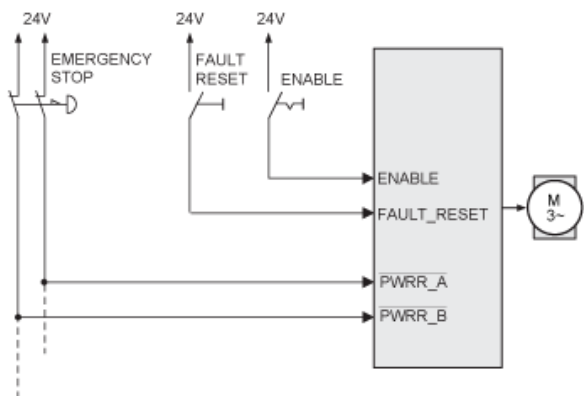 24V 24V 24V
EMERGENCY
STOP
FAULT
RESET
ENABLE
ENABLE
FAULT_RESET
M
3~
PWRR_A
PWRR_B